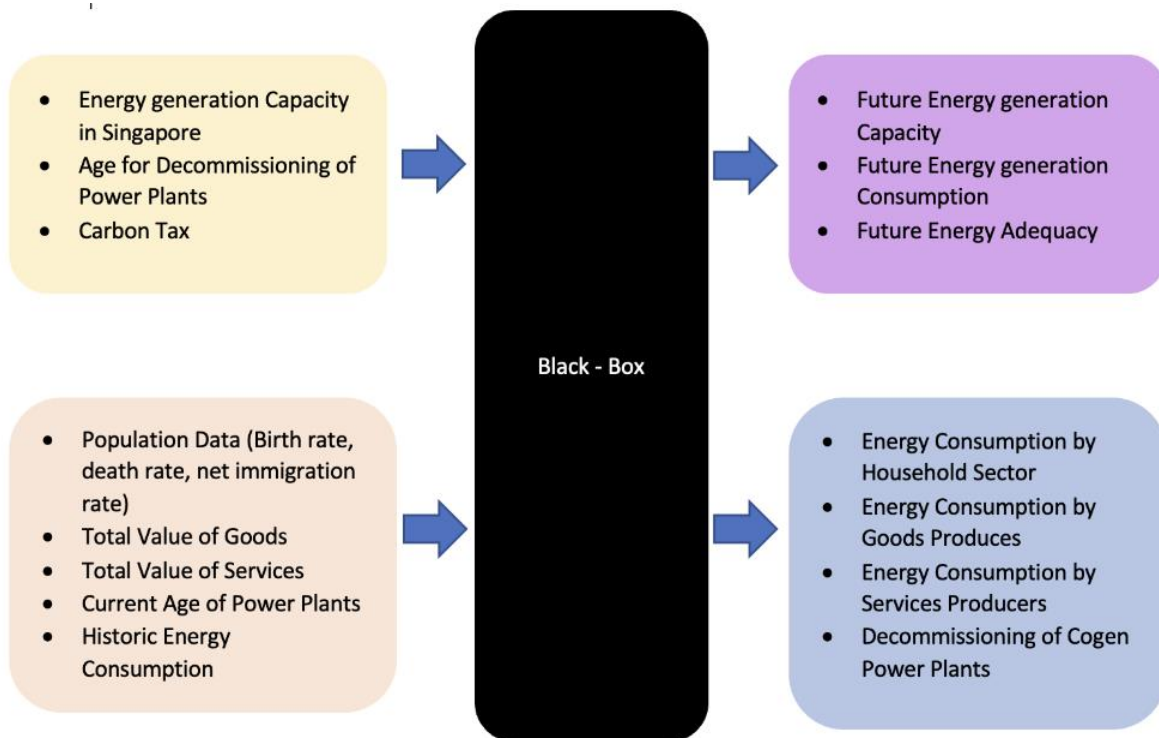 • Energy generation Capacity
in Singapore
• Age for Decommissioning of
Power Plants
• Carbon Tax
• Population Data (Birth rate,
death rate, net immigration
rate)
• Total Value of Goods
• Total Value of Services
• Current Age of Power Plants
• Historic Energy
Consumption
Black - Box
• Future Energy generation
Capacity
• Future Energy generation
Consumption
• Future Energy Adequacy
• Energy Consumption by
Household Sector
• Energy Consumption by
Goods Produces
• Energy Consumption by
Services Producers
• Decommissioning of Cogen
Power Plants